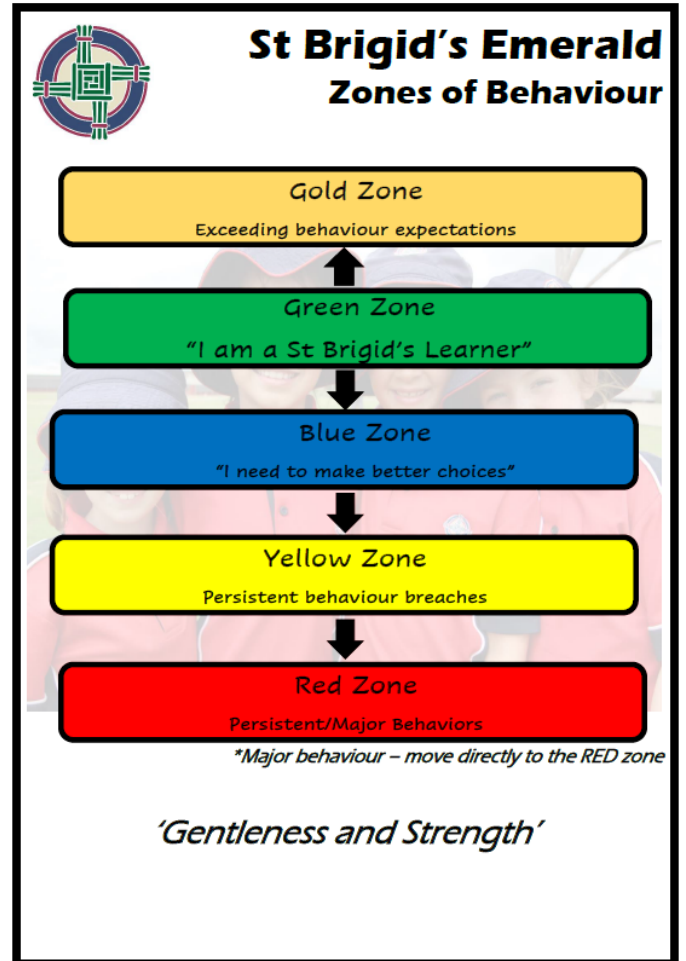 St Brigid's Emerald
Zones of Behaviour
Gold Zone
Exceeding behaviour expectations
Green Zone
"I am a St Brigid's Learner"
Blue Zone
"I need to make better choices"
Yellow Zone
Persistent behaviour breaches
Red Zone
Persistent/Major Behaviors
*Major behaviour – move directly to the RED zone
'Gentleness and Strength'